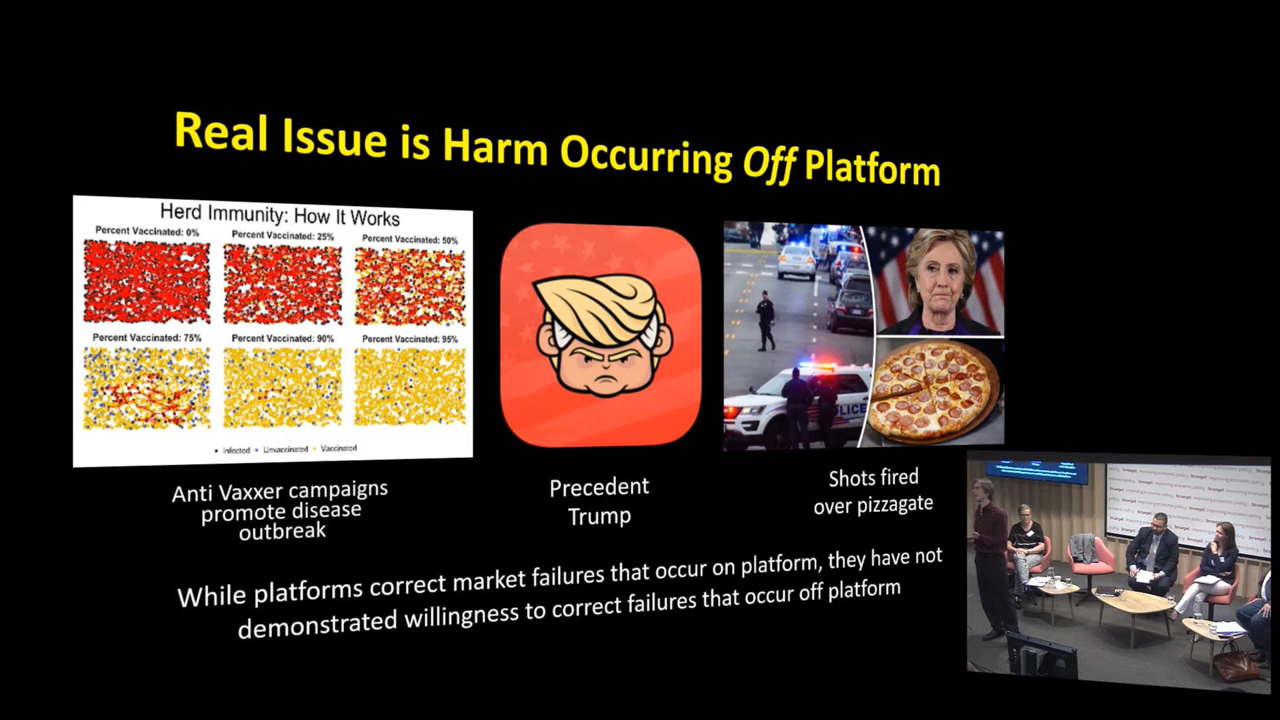 Real Issue is Harm Occurring Off Platform
Herd Immunity: How It Works
Percent Vaccinated: 0%
Percent Vaccinated: 25%
Percent Vaccinated: 50%
Percent Vaccinated: 75%
Percent Vaccinated: 90%
Percent Vaccinated: 95%
Infected Unvaccinated Vaccinated
POLICE
Anti Vaxxer campaigns
promote disease
outbreak
Precedent
Trump
Shots fired
over pizzagate
While platforms correct market failures that occur on platform, they have not
demonstrated willingness to correct failures that occur off platform
bruegel